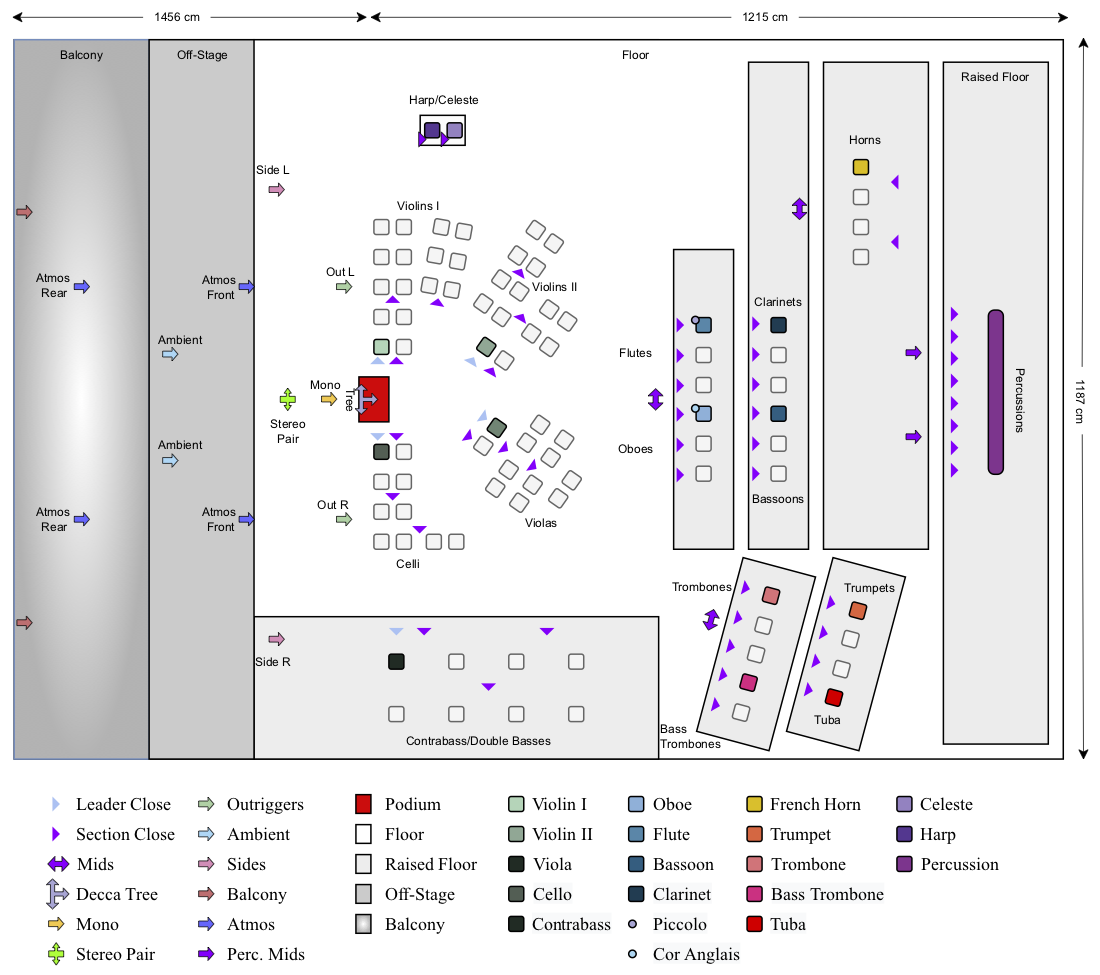 1456 cm
1215 cm
Balcony
Off-Stage
Floor
Raised Floor
Harp/Celeste
Horns
Side L
Violins I
Out L
Atmos
Rear
Atmos
Front
Violins II
Clarinets
Ambient
Flutes
Mono
Tree
Stereo
Pair
Percussions
1187 cm
Ambient
Oboes
Bassoons
Atmos
Rear
Atmos
Front
Out R
Violas
Celli
Trombones
Trumpets
Side R
Tuba
Bass
Trombones
Contrabass/Double Basses
Leader Close
Outriggers
Podium
Violin I
Oboe
French Horn
Celeste
Section Close
Ambient
Floor
Violin II
Flute
Trumpet
Harp
Mids
Sides
Raised Floor
Viola
Bassoon
Trombone
Percussion
Decca Tree
Balcony
Off-Stage
Cello
Clarinet
Bass Trombone
Mono
Atmos
Balcony
Contrabass
Piccolo
Tuba
Stereo Pair
Perc. Mids
Cor Anglais